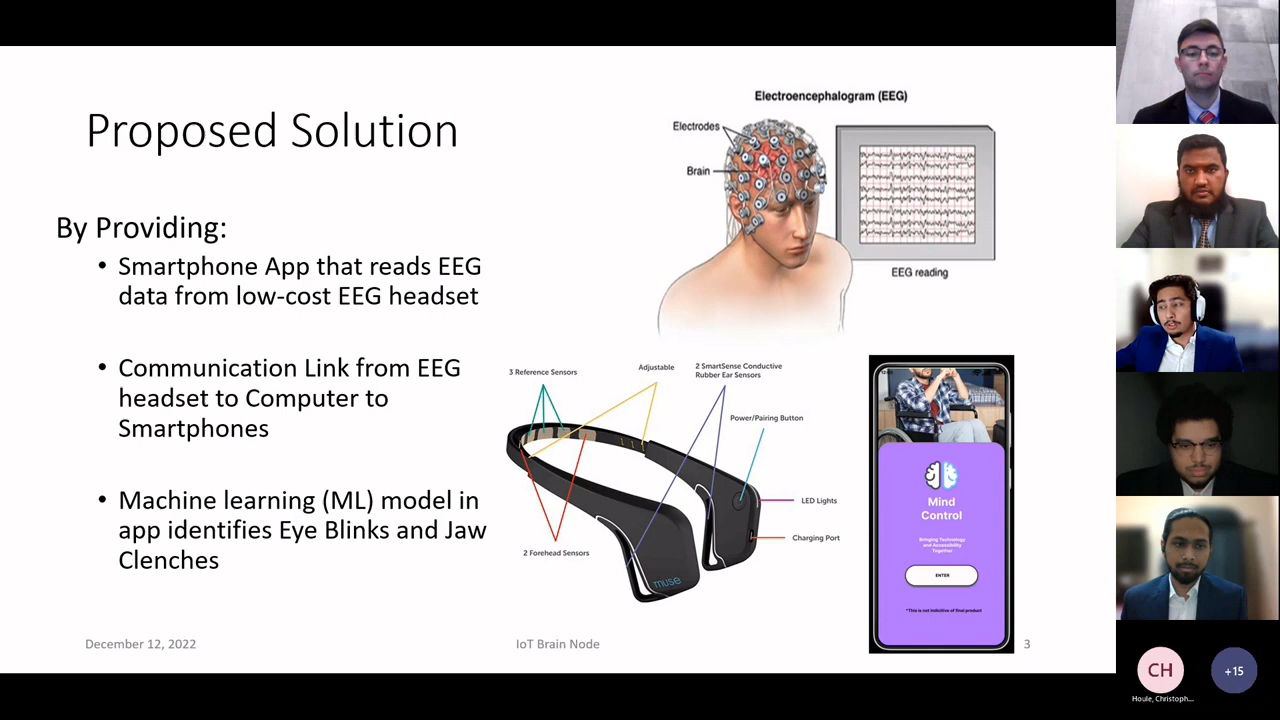 Proposed Solution
By Providing:
• Smartphone App that reads EEG
data from low-cost EEG headset
• Communication Link from EEG
headset to Computer to
Smartphones
• Machine learning (ML) model in
app identifies Eye Blinks and Jaw
Clenches
Electroencephalogram (EEG)
Electrodes
Brain
EEG reading
3 Reference Sensors
Adjustable
2 SmartSense Conductive
Rubber Ear Sensors
Power/Pairing Button
LED Lights
Charging Port
2 Forehead Sensors
muse
Mind
Control
Bringing Technology
and Accessibility
Together
ENTER
*This is not indicitive of final product
December 12, 2022
IoT Brain Node
3
CH
+15
Houle, Christoph...